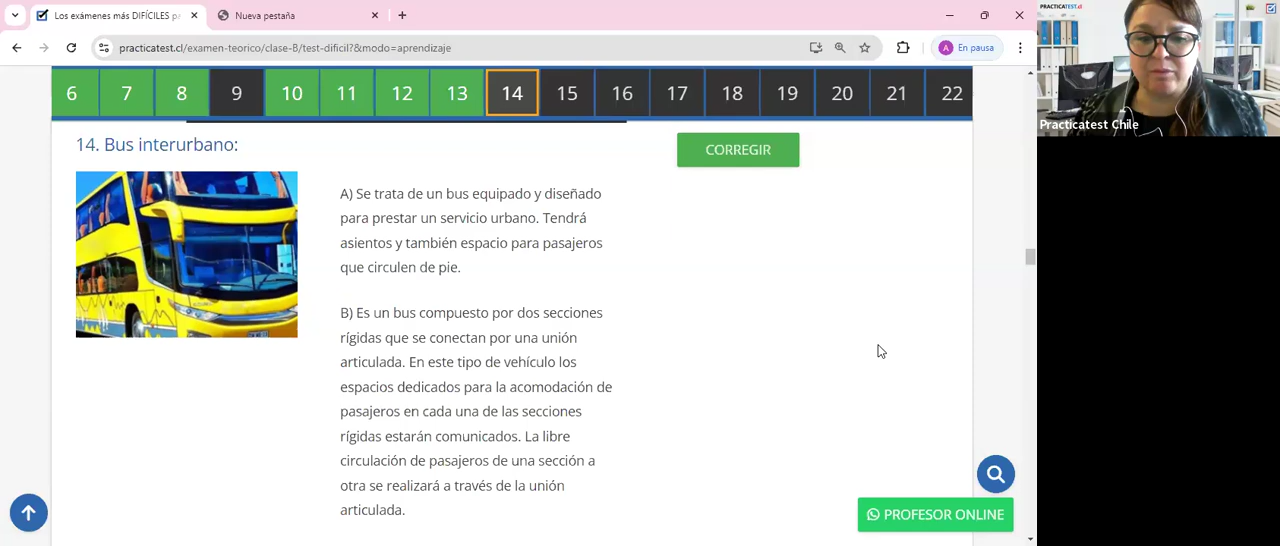 Los exámenes más DIFÍCILES pa
Nueva pestaña
practicatest.cl/examen-teorico/clase-B/test-dificil?&modo=aprendizaje
A
En pausa
PRACTICATEST.cl
Practicatest Chile
6 7 8 9 10 11 12 13 14 15 16 17 18 19 20 21 22
14. Bus interurbano:
CORREGIR
A) Se trata de un bus equipado y diseñado
para prestar un servicio urbano. Tendrá
asientos y también espacio para pasajeros
que circulen de pie.
B) Es un bus compuesto por dos secciones
rígidas que se conectan por una unión
articulada. En este tipo de vehículo los
espacios dedicados para la acomodación de
pasajeros en cada una de las secciones
rígidas estarán comunicados. La libre
circulación de pasajeros de una sección a
otra se realizará a través de la unión
articulada.
PROFESOR ONLINE